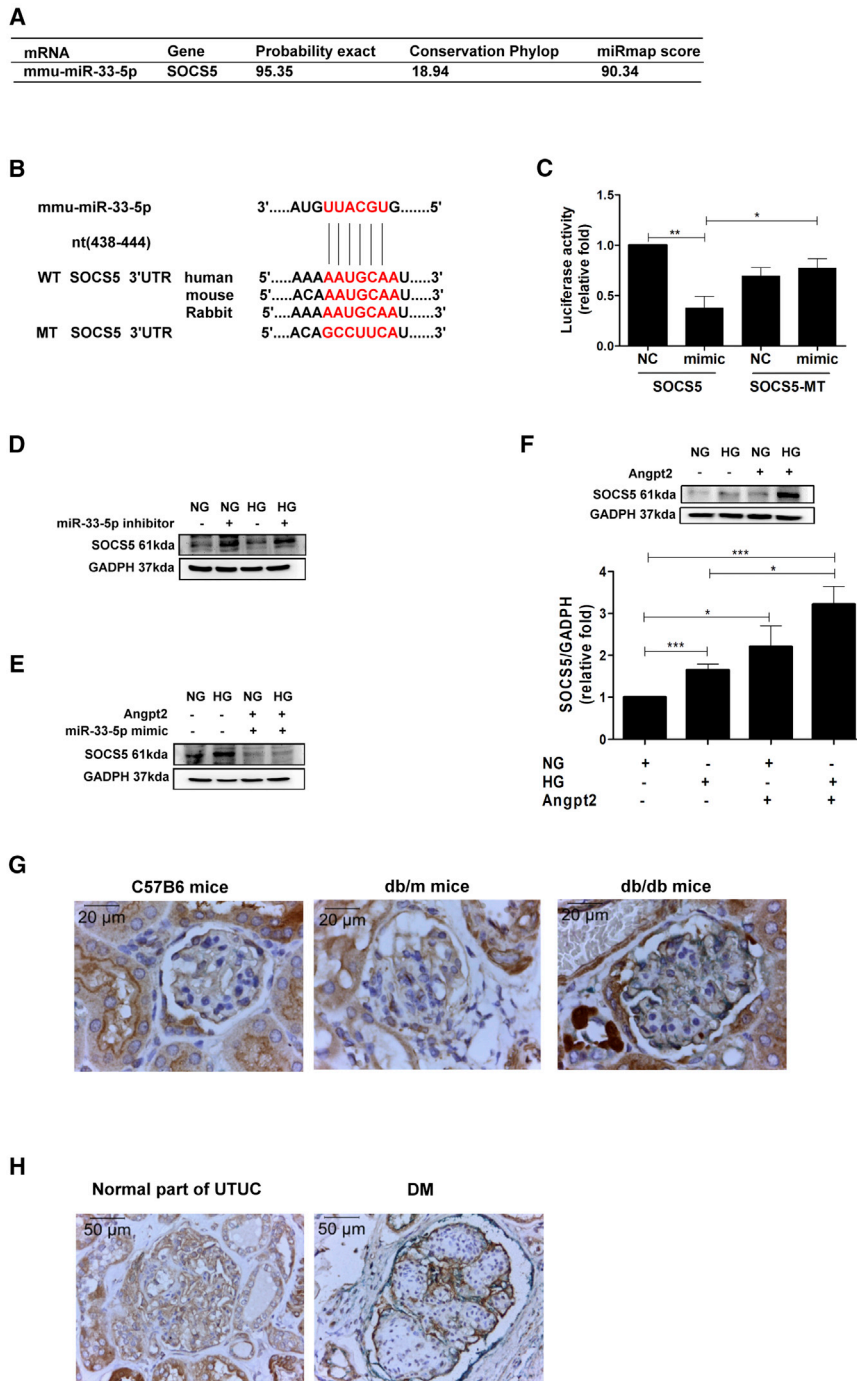 A
mRNA Gene Probability exact Conservation Phylop miRmap score
mmu-miR-33-5p SOCS5 95.35 18.94 90.34
B
mmu-miR-33-5p 3'.....AUGUUACGUG.......5'
nt(438-444)
WT SOCS5 3'UTR human 5'.....AAAAAUGCAAU.....3'
mouse 5'.....ACAAAUGCAAU.....3'
Rabbit 5'.....AAAAAUGCAAU.....3'
MT SOCS5 3'UTR 5'.....ACAGCCUUCAU......3'
C
Luciferase activity
(relative fold)
1.5
1.0
0.5
0.0
**
*
NC mimic NC mimic
SOCS5 SOCS5-MT
D
NG NG HG HG
miR-33-5p inhibitor - + - +
SOCS5 61kda
GADPH 37kda
E
NG HG NG HG
Angpt2 - - + +
miR-33-5p mimic - - + +
SOCS5 61kda
GADPH 37kda
F
NG HG NG HG
Angpt2 - - + +
SOCS5 61kda
GADPH 37kda
SOCS5/GADPH
(relative fold)
4
3
2
1
0
***
*
*
***
NG + - + -
HG - + - +
Angpt2 - - + +
G
C57B6 mice db/m mice db/db mice
20 µm 20 µm 20 µm
H
Normal part of UTUC DM
50 µm 50 µm